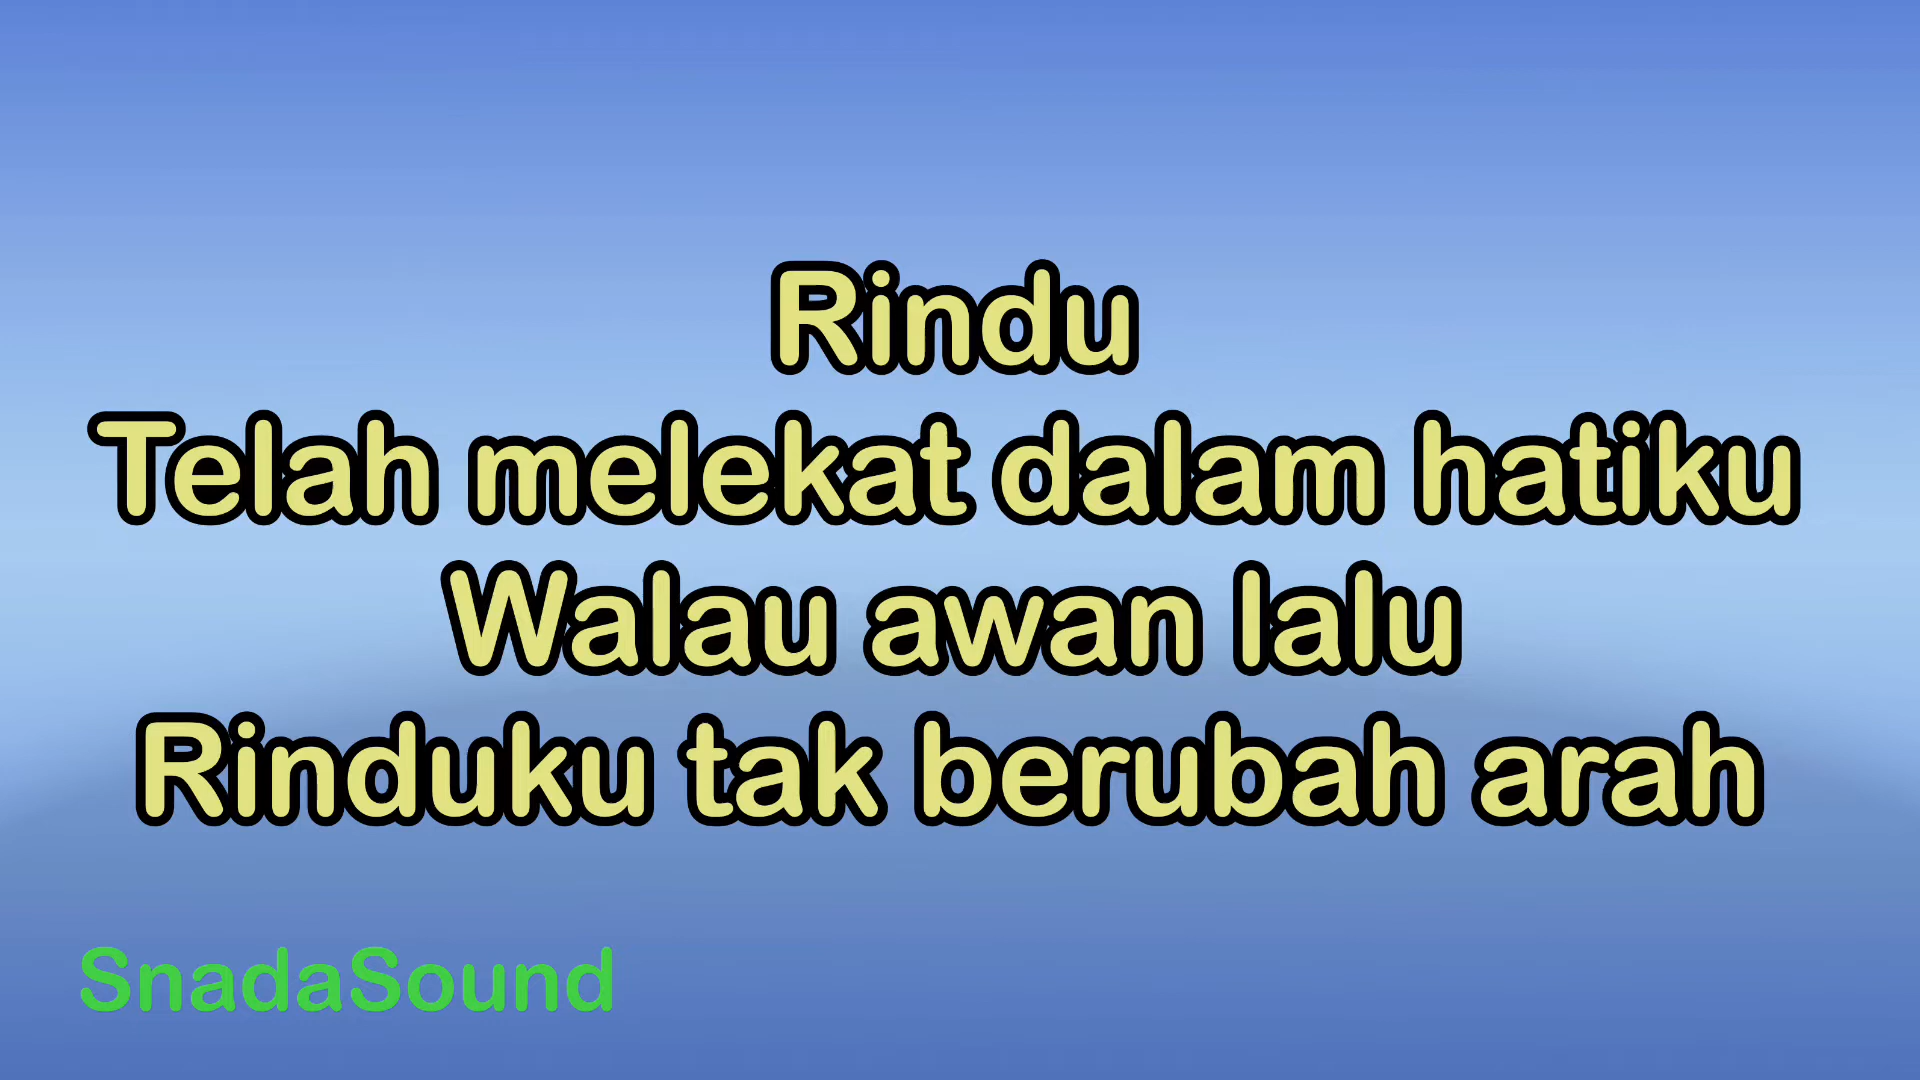 Rindu
Telah melekat dalam hatiku
Walau awan lalu
Rinduku tak berubah arah
SnadaSound